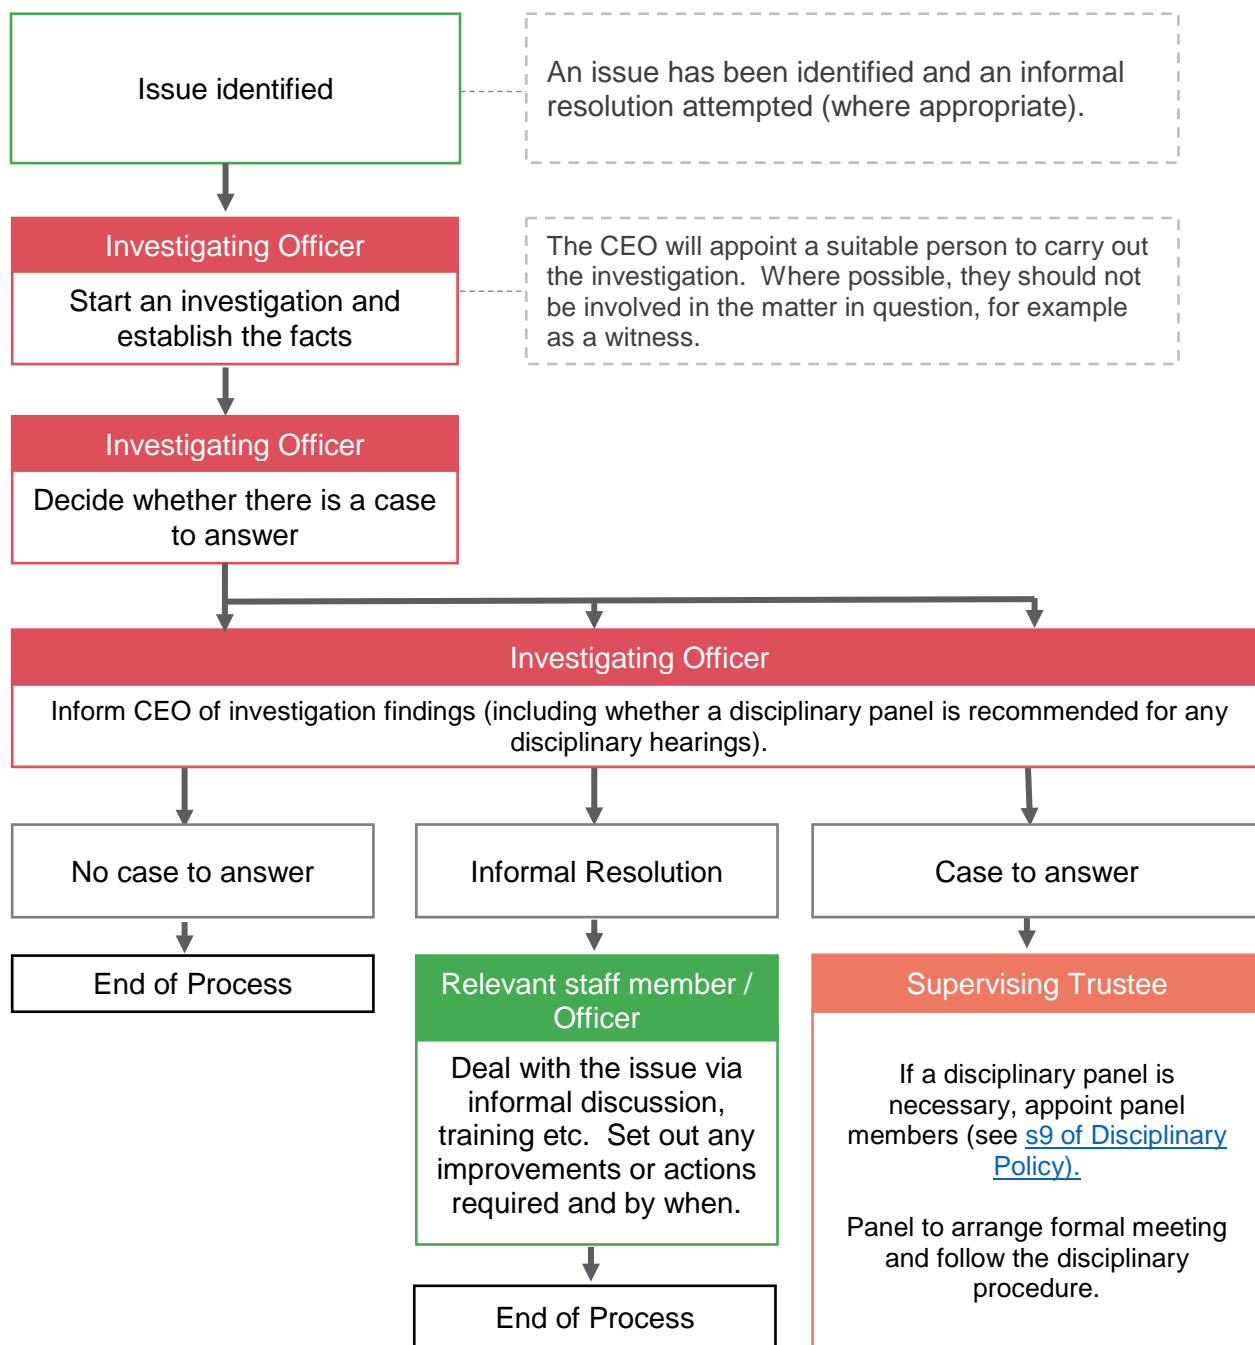 Issue identified
An issue has been identified and an informal
resolution attempted (where appropriate).
Investigating Officer
Start an investigation and
establish the facts
The CEO will appoint a suitable person to carry out
the investigation.  Where possible, they should not
be involved in the matter in question, for example
as a witness.
Investigating Officer
Decide whether there is a case
to answer
Investigating Officer
Inform CEO of investigation findings (including whether a disciplinary panel is recommended for any
disciplinary hearings).
No case to answer
Informal Resolution
Case to answer
End of Process
Relevant staff member /
Officer
Deal with the issue via
informal discussion,
training etc.  Set out any
improvements or actions
required and by when.
End of Process
Supervising Trustee
If a disciplinary panel is
necessary, appoint panel
members (see s9 of Disciplinary
Policy).
Panel to arrange formal meeting
and follow the disciplinary
procedure.